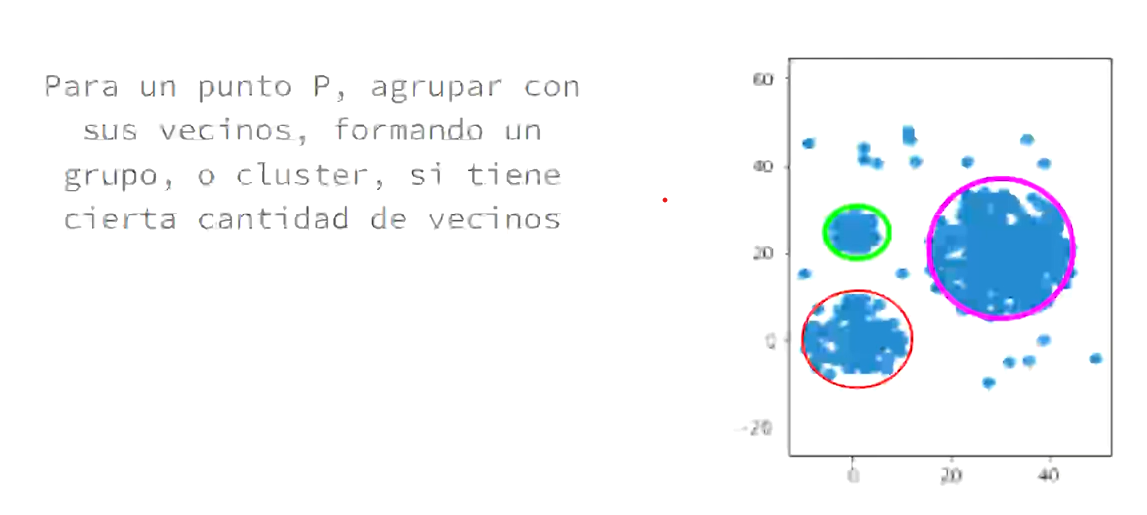 Para un punto P, agrupar con
sus vecinos, formando un
grupo, o cluster, si tiene
cierta cantidad de vecinos
60
40
20
0
-20
0
20
40